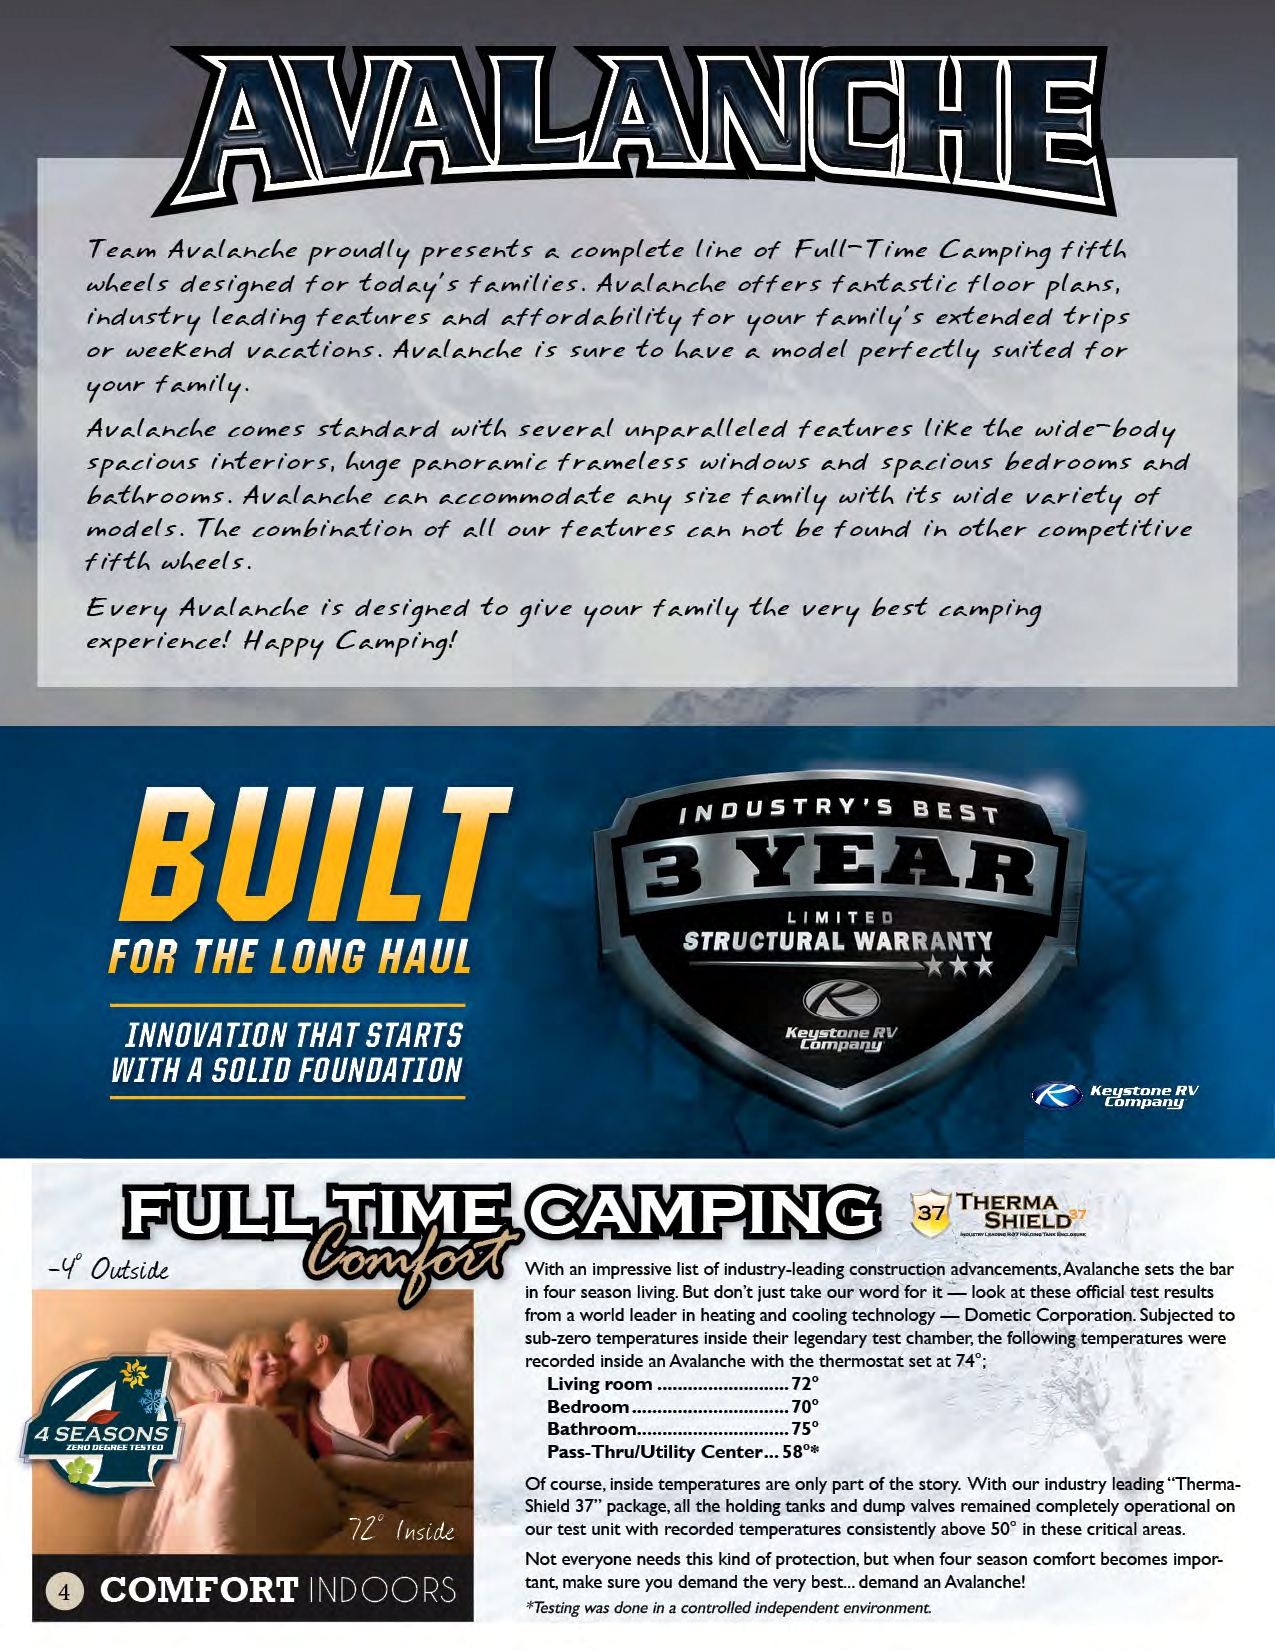 AVALANCHE
Team Avalanche proudly presents a complete line of Full-Time Camping fifth
wheels designed for today's families. Avalanche offers fantastic floor plans,
industry leading features and affordability for your family's extended trips
or weekend vacations. Avalanche is sure to have a model perfectly suited for
your family.
Avalanche comes standard with several unparalleled features like the wide-body
spacious interiors, huge panoramic frameless windows and spacious bedrooms and
bathrooms. Avalanche can accommodate any size family with its wide variety of
models. The combination of all our features can not be found in other competitive
fifth wheels.
Every Avalanche is designed to give your family the very best camping
experience! Happy Camping!
BUILT
FOR THE LONG HAUL
INNOVATION THAT STARTS
WITH A SOLID FOUNDATION
INDUSTRY'S BEST
3 YEAR
LIMITED
STRUCTURAL WARRANTY
Keystone RV
Company
Keystone RV
Company
FULL TIME CAMPING
Comfort
37 THERMA
SHIELD37
INDUSTRY LEADING R-37 HOLDING TANK ENCLOSURE
-4° Outside
4 SEASONS
ZERO DEGREE TESTED
72° Inside
4 COMFORT INDOORS
With an impressive list of industry-leading construction advancements, Avalanche sets the bar
in four season living. But don't just take our word for it — look at these official test results
from a world leader in heating and cooling technology — Dometic Corporation. Subjected to
sub-zero temperatures inside their legendary test chamber, the following temperatures were
recorded inside an Avalanche with the thermostat set at 74°;
Living room .......................... 72°
Bedroom ............................... 70°
Bathroom.............................. 75°
Pass-Thru/Utility Center ... 58°*
Of course, inside temperatures are only part of the story. With our industry leading "Therma-
Shield 37" package, all the holding tanks and dump valves remained completely operational on
our test unit with recorded temperatures consistently above 50° in these critical areas.
Not everyone needs this kind of protection, but when four season comfort becomes impor-
tant, make sure you demand the very best... demand an Avalanche!
*Testing was done in a controlled independent environment.